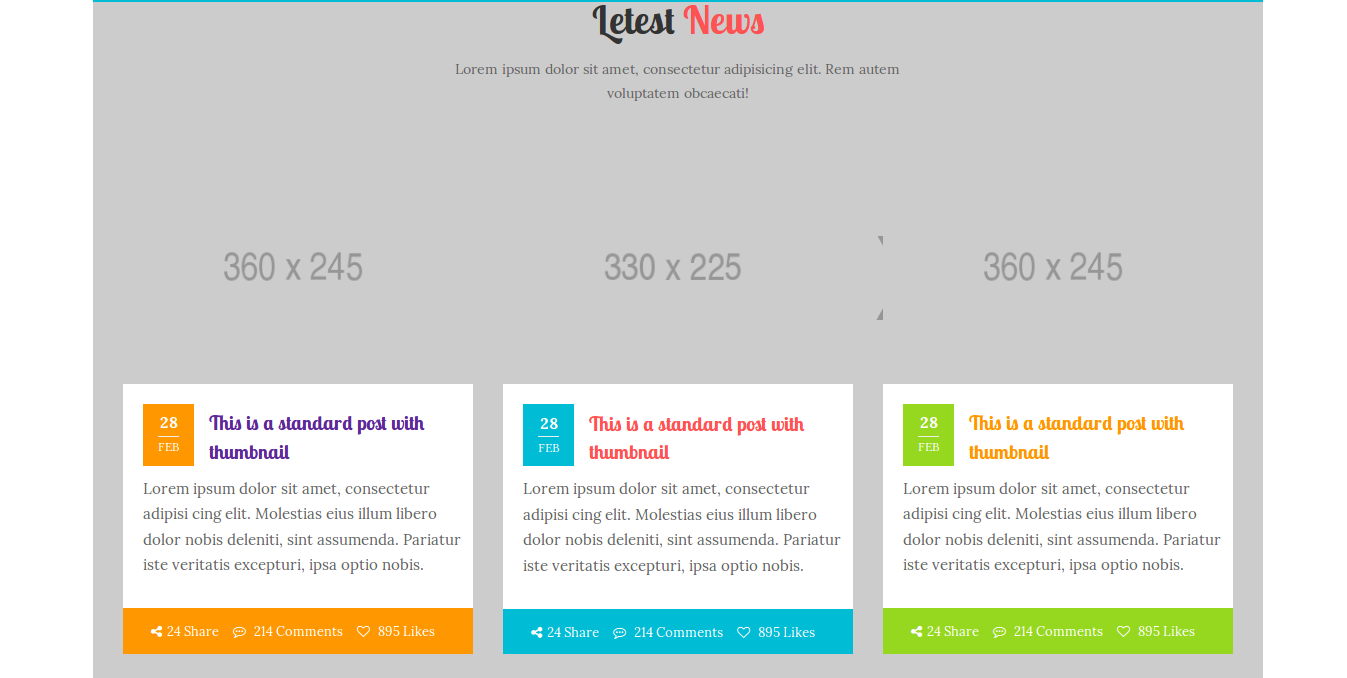 Letest News
Lorem ipsum dolor sit amet, consectetur adipisicing elit. Rem autem
voluptatem obcaecati!
360 x 245
330 x 225
360 x 245
28
FEB
This is a standard post with
thumbnail
Lorem ipsum dolor sit amet, consectetur
adipisi cing elit. Molestias eius illum libero
dolor nobis deleniti, sint assumenda. Pariatur
iste veritatis excepturi, ipsa optio nobis.
24 Share 214 Comments 895 Likes
28
FEB
This is a standard post with
thumbnail
Lorem ipsum dolor sit amet, consectetur
adipisi cing elit. Molestias eius illum libero
dolor nobis deleniti, sint assumenda. Pariatur
iste veritatis excepturi, ipsa optio nobis.
24 Share 214 Comments 895 Likes
28
FEB
This is a standard post with
thumbnail
Lorem ipsum dolor sit amet, consectetur
adipisi cing elit. Molestias eius illum libero
dolor nobis deleniti, sint assumenda. Pariatur
iste veritatis excepturi, ipsa optio nobis.
24 Share 214 Comments 895 Likes